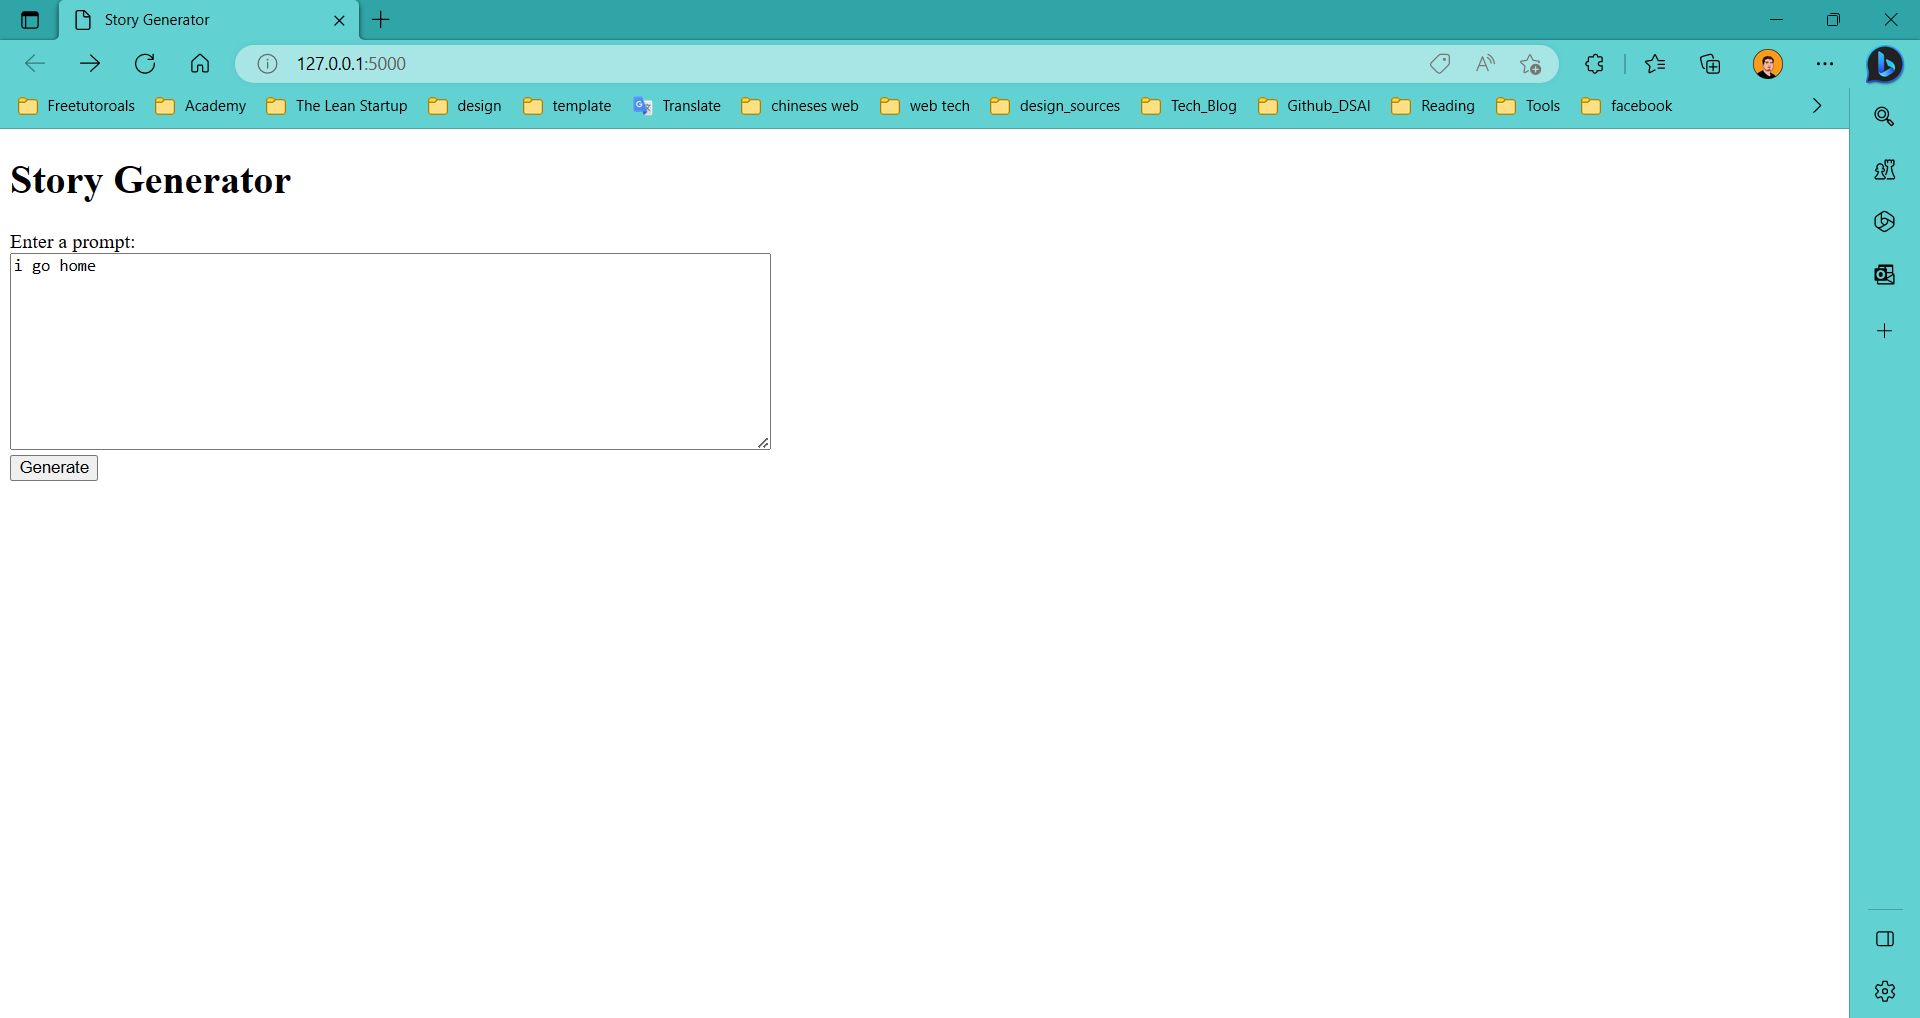 Story Generator
127.0.0.1:5000
Freetutoroals Academy The Lean Startup design template Translate chineses web web tech design_sources Tech_Blog Github_DSAI Reading Tools facebook
Story Generator
Enter a prompt:
i go home
Generate